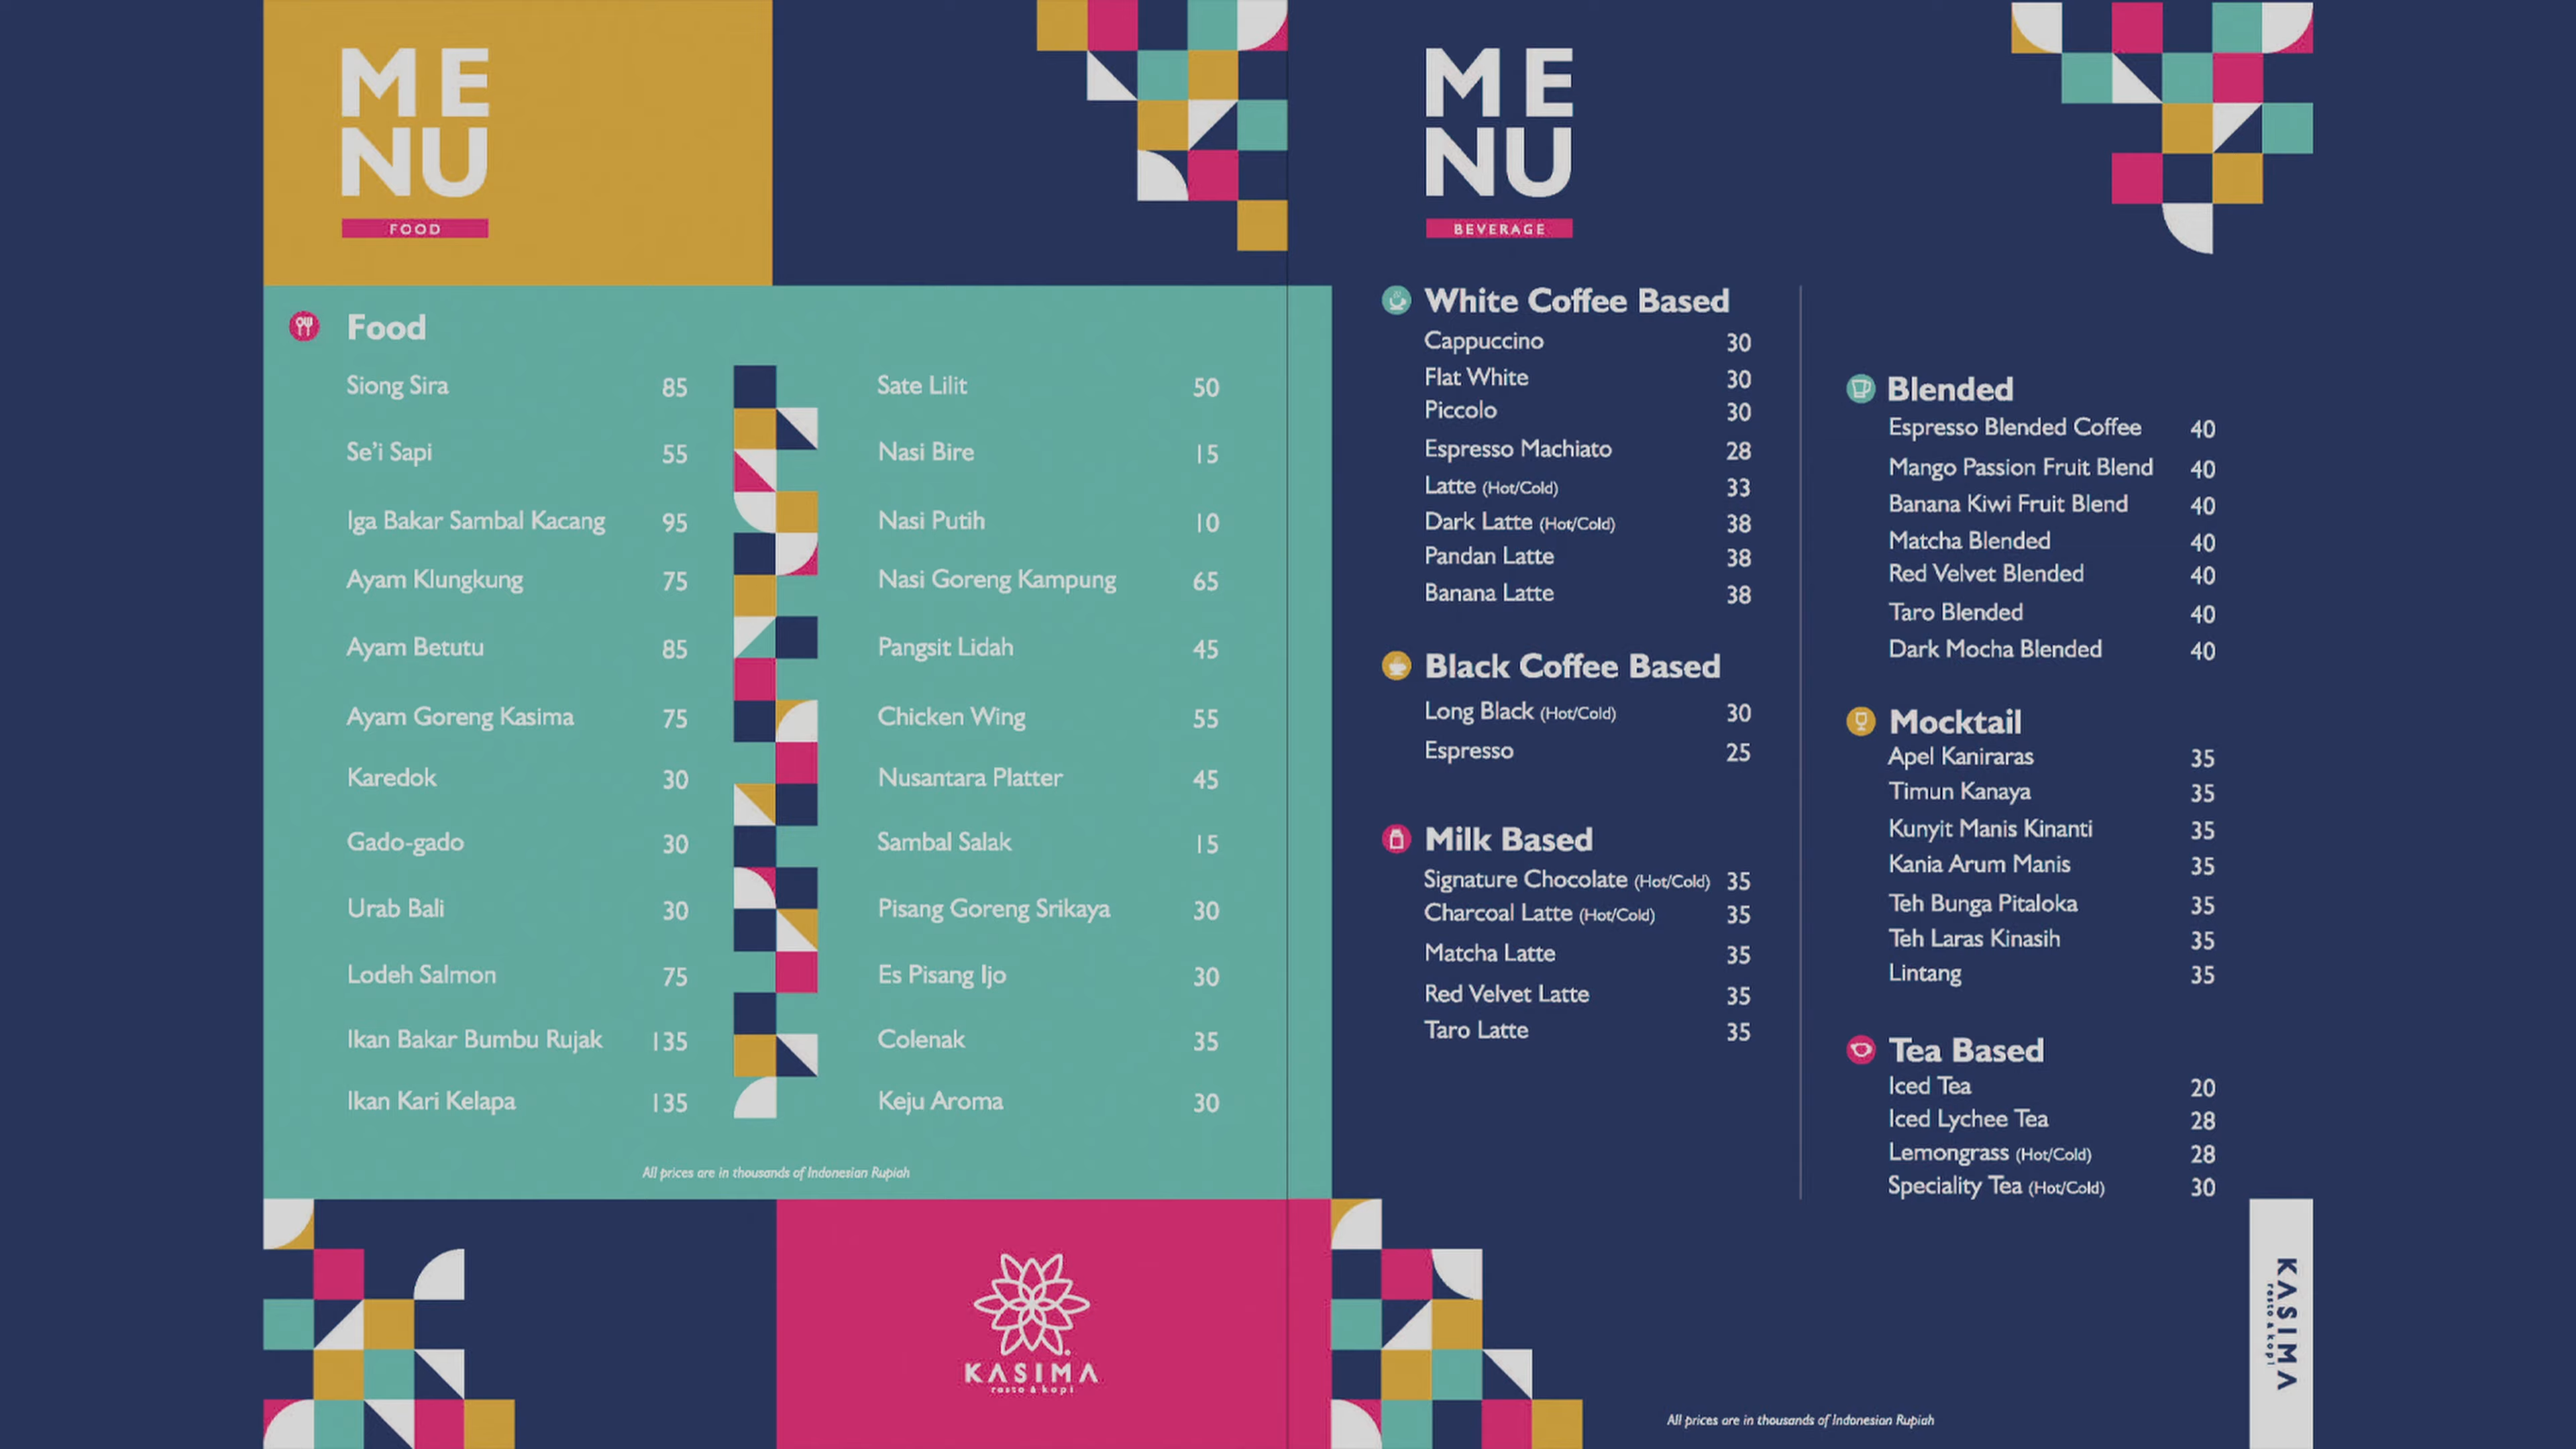 ME
NU
FOOD
Food
Siong Sira 85
Se'i Sapi 55
Iga Bakar Sambal Kacang 95
Ayam Klungkung 75
Ayam Betutu 85
Ayam Goreng Kasima 75
Karedok 30
Gado-gado 30
Urab Bali 30
Lodeh Salmon 75
Ikan Bakar Bumbu Rujak 135
Ikan Kari Kelapa 135
Sate Lilit 50
Nasi Bire 15
Nasi Putih 10
Nasi Goreng Kampung 65
Pangsit Lidah 45
Chicken Wing 55
Nusantara Platter 45
Sambal Salak 15
Pisang Goreng Srikaya 30
Es Pisang Ijo 30
Colenak 35
Keju Aroma 30
All prices are in thousands of Indonesian Rupiah
KASIMA
resto & kopi
ME
NU
BEVERAGE
White Coffee Based
Cappuccino 30
Flat White 30
Piccolo 30
Espresso Machiato 28
Latte (Hot/Cold) 33
Dark Latte (Hot/Cold) 38
Pandan Latte 38
Banana Latte 38
Black Coffee Based
Long Black (Hot/Cold) 30
Espresso 25
Milk Based
Signature Chocolate (Hot/Cold) 35
Charcoal Latte (Hot/Cold) 35
Matcha Latte 35
Red Velvet Latte 35
Taro Latte 35
Blended
Espresso Blended Coffee 40
Mango Passion Fruit Blend 40
Banana Kiwi Fruit Blend 40
Matcha Blended 40
Red Velvet Blended 40
Taro Blended 40
Dark Mocha Blended 40
Mocktail
Apel Kaniraras 35
Timun Kanaya 35
Kunyit Manis Kinanti 35
Kania Arum Manis 35
Teh Bunga Pitaloka 35
Teh Laras Kinasih 35
Lintang 35
Tea Based
Iced Tea 20
Iced Lychee Tea 28
Lemongrass (Hot/Cold) 28
Speciality Tea (Hot/Cold) 30
All prices are in thousands of Indonesian Rupiah
KASIMA
resto & kopi